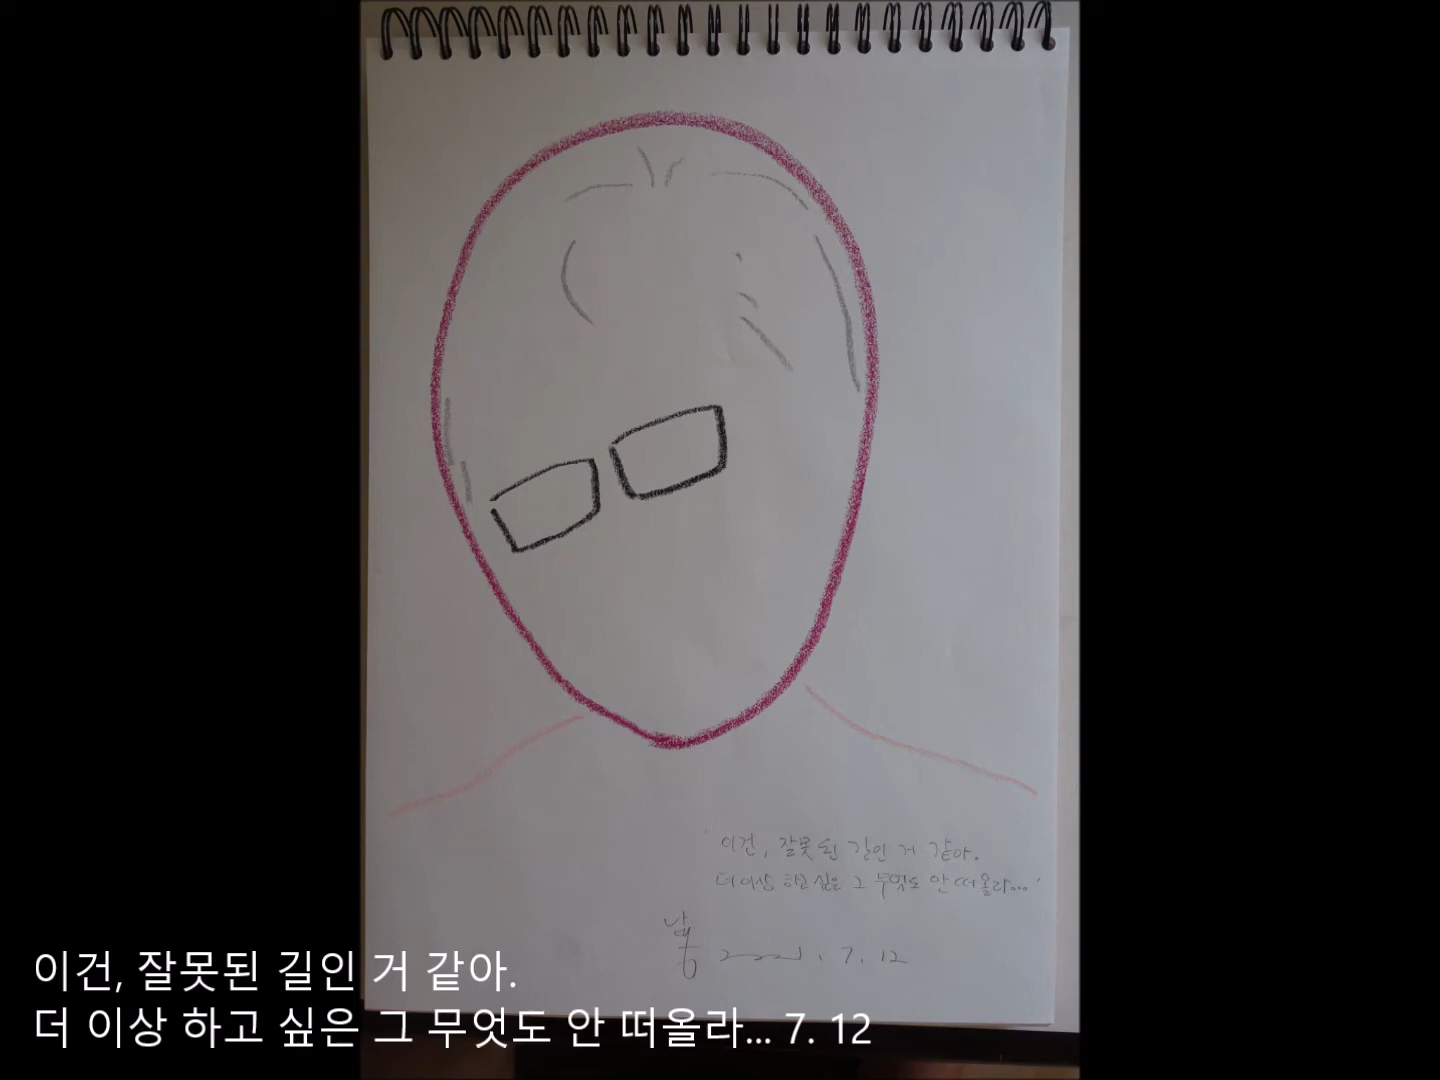 이건, 잘못된 길인 거 같아.
더 이상 하고 싶은 그 무엇도 안 떠올라...
7. 12
이건, 잘못된 길인 거 같아.
더 이상 하고 싶은 그 무엇도 안 떠올라... 7. 12